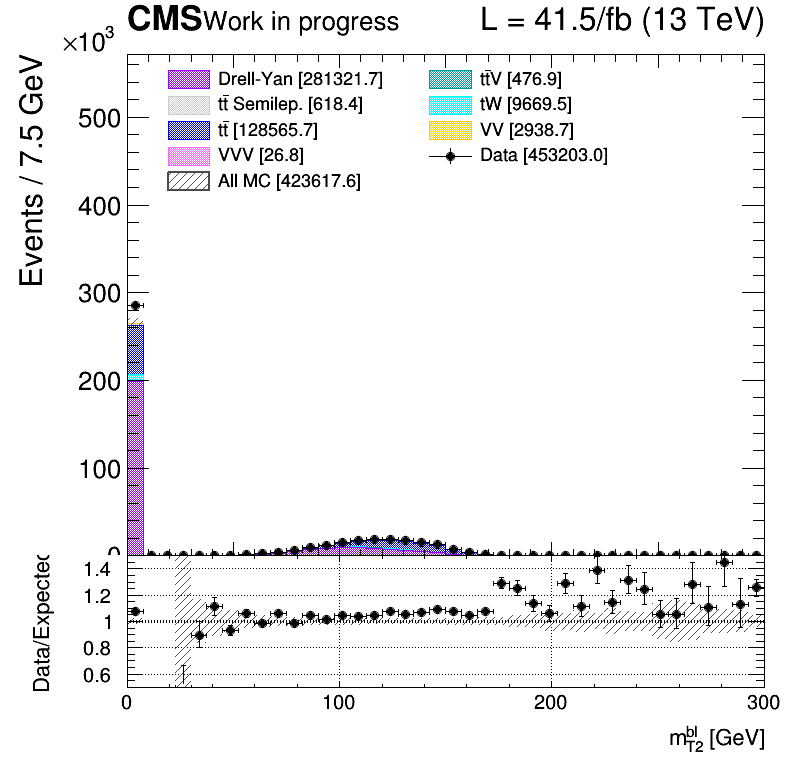 CMS Work in progress L = 41.5/fb (13 TeV)
×10³
Events / 7.5 GeV
Drell-Yan [281321.7]
tt̄ Semilep. [618.4]
tt̄ [128565.7]
VVV [26.8]
All MC [423617.6]
tt̄V [476.9]
tW [9669.5]
VV [2938.7]
Data [453203.0]
500
400
300
200
100
0
Data/Expected
1.4
1.2
1
0.8
0.6
0 100 200 300
m_{T2}^{bl} [GeV]